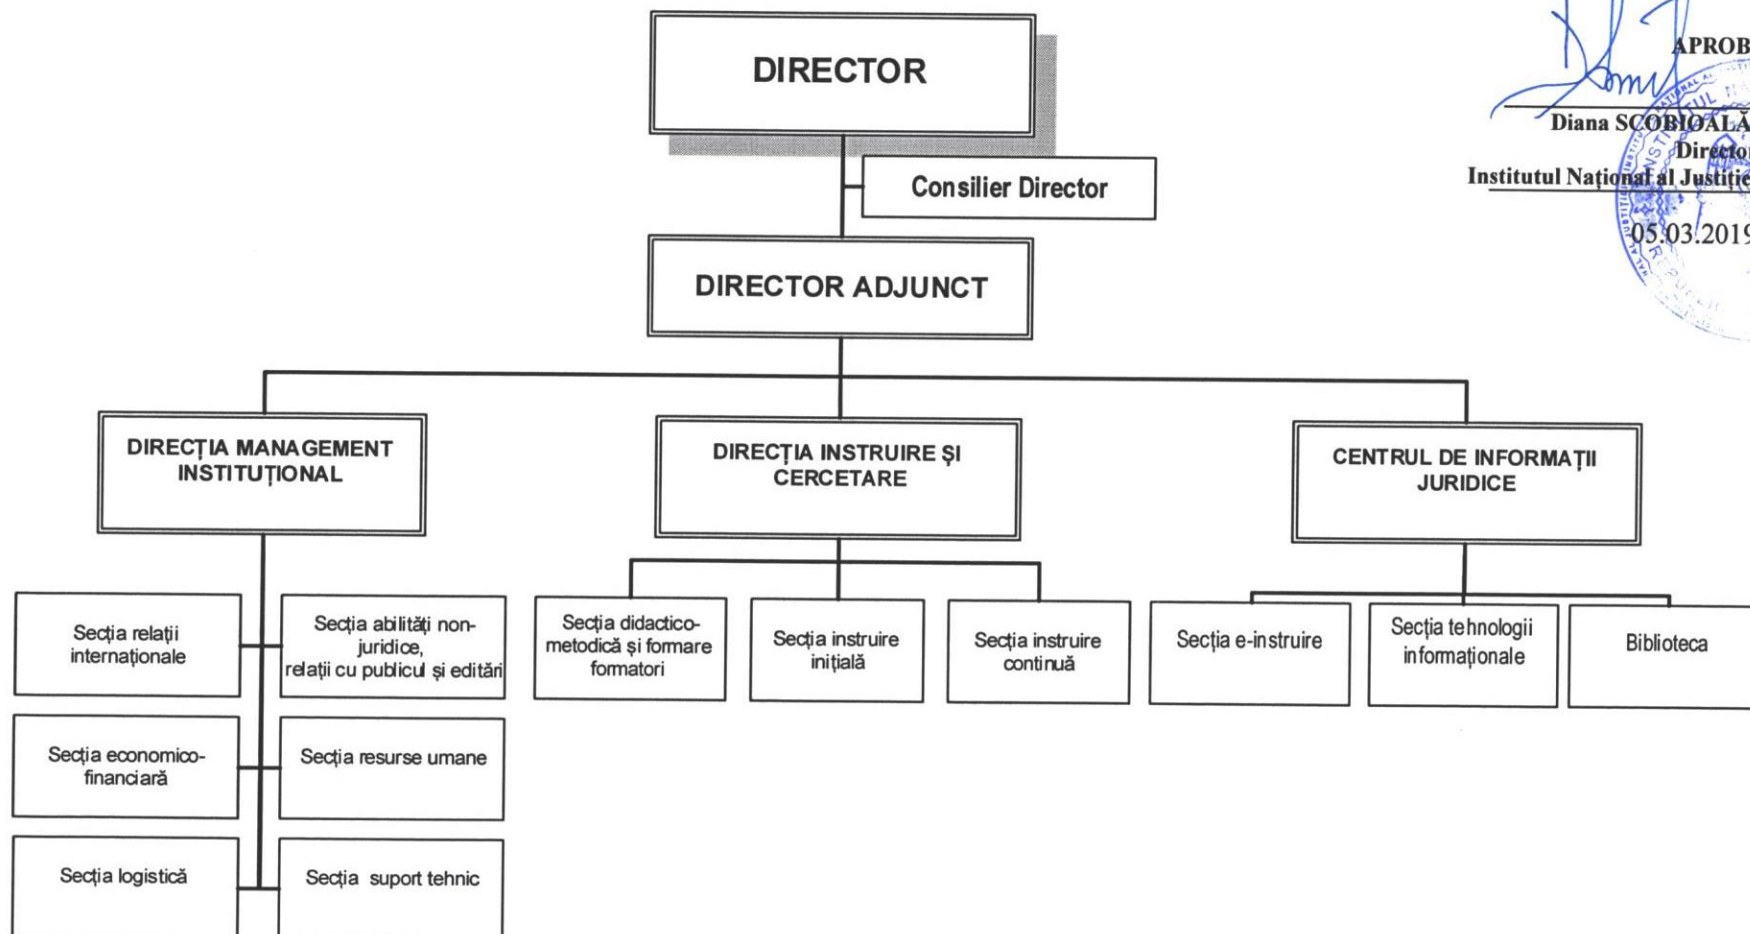 DIRECTOR
APROB
Diana SCOBIOALĂ
Director
Institutul Național al Justiție
05.03.2019
Consilier Director
DIRECTOR ADJUNCT
DIRECȚIA MANAGEMENT
INSTITUȚIONAL
DIRECȚIA INSTRUIRE ȘI
CERCETARE
CENTRUL DE INFORMAȚII
JURIDICE
Secția relații
internaționale
Secția abilități non-
juridice,
relații cu publicul și editări
Secția didactico-
metodică și formare
formatori
Secția instruire
inițială
Secția instruire
continuă
Secția e-instruire
Secția tehnologii
informaționale
Biblioteca
Secția economico-
financiară
Secția resurse umane
Secția logistică
Secția suport tehnic